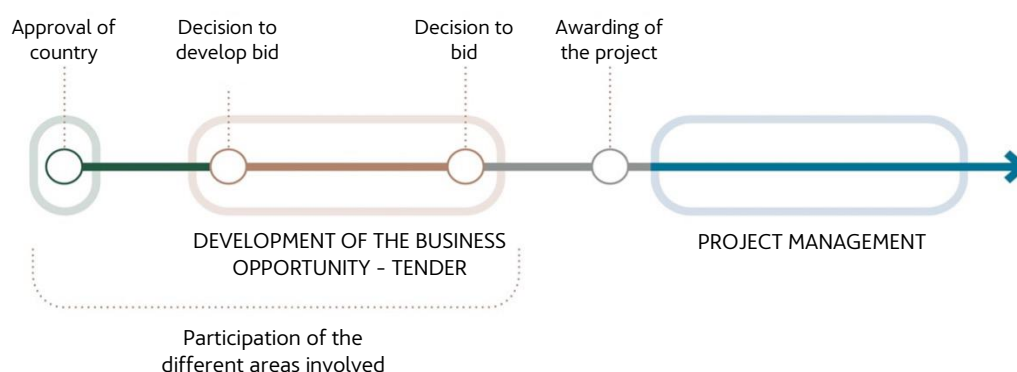 Approval of
country
Decision to
develop bid
Decision to
bid
Awarding of
the project
DEVELOPMENT OF THE BUSINESS
OPPORTUNITY - TENDER
PROJECT MANAGEMENT
Participation of the
different areas involved